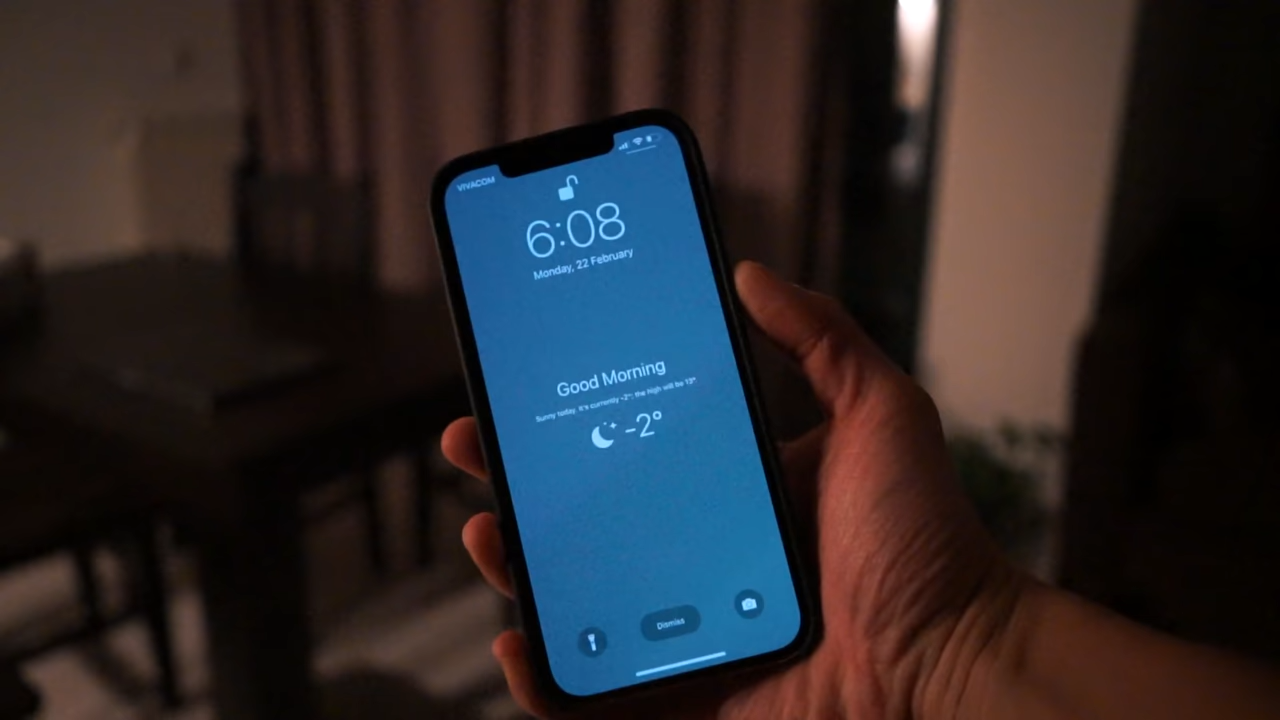 VIVACOM
6:08
Monday, 22 February
Good Morning
Sunny today. It's currently -2°; the high will be 13°
-2°
Dismiss